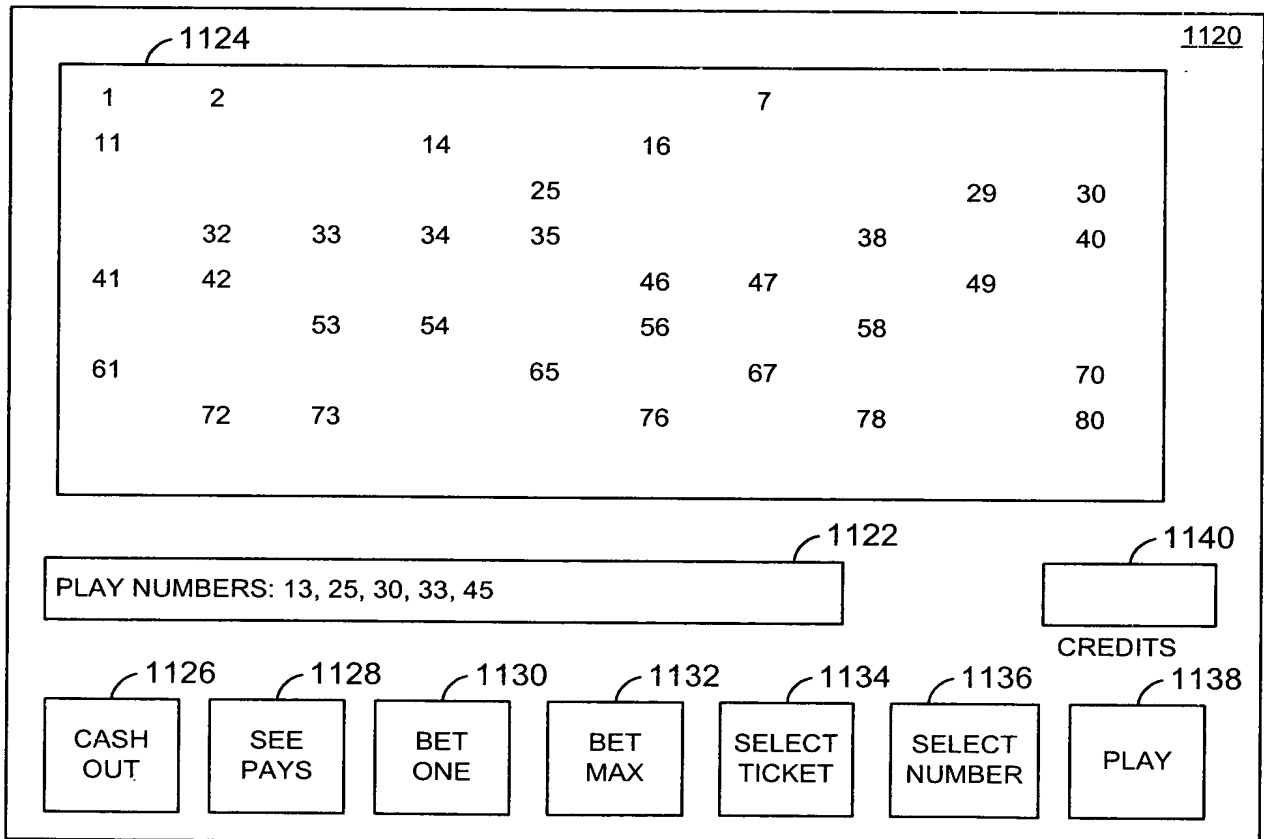 1120
1124
1 2 7
11 14 16
25 29 30
32 33 34 35 38 40
41 42 46 47 49
53 54 56 58
61 65 67 70
72 73 76 78 80
1122
1140
PLAY NUMBERS: 13, 25, 30, 33, 45
CREDITS
1126 1128 1130 1132 1134 1136 1138
CASH OUT
SEE PAYS
BET ONE
BET MAX
SELECT TICKET
SELECT NUMBER
PLAY